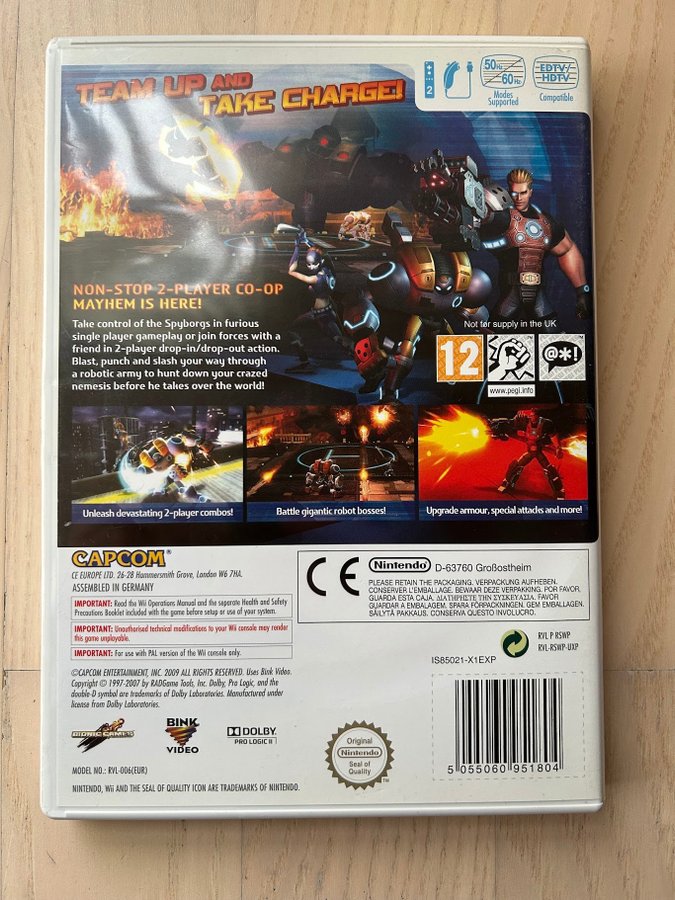 TEAM UP AND
TAKE CHARGE!
2
50Hz
60Hz
Modes
Supported
EDTV/
HDTV
Compatible
NON-STOP 2-PLAYER CO-OP
MAYHEM IS HERE!
Take control of the Spyborgs in furious
single player gameplay or join forces with a
friend in 2-player drop-in/drop-out action.
Blast, punch and slash your way through
a robotic army to hunt down your crazed
nemesis before he takes over the world!
Not for supply in the UK
12
@*!
www.pegi.info
Unleash devastating 2-player combos!
Battle gigantic robot bosses!
Upgrade armour, special attacks and more!
CAPCOM®
CE EUROPE LTD. 26-28 Hammersmith Grove, London W6 7HA.
ASSEMBLED IN GERMANY
IMPORTANT: Read the Wii Operations Manual and the separate Health and Safety
Precautions Booklet included with the game before setup or use of your system.
IMPORTANT: Unauthorised technical modifications to your Wii console may render
this game unplayable.
IMPORTANT: For use with PAL version of the Wii console only.
©CAPCOM ENTERTAINMENT, INC. 2009 ALL RIGHTS RESERVED. Uses Bink Video.
Copyright © 1997-2007 by RADGame Tools, Inc. Dolby, Pro Logic, and the
double-D symbol are trademarks of Dolby Laboratories. Manufactured under
license from Dolby Laboratories.
BIONIC GAMES
BINK
VIDEO
DOLBY
PRO LOGIC II
MODEL NO.: RVL-006(EUR)
NINTENDO, Wii AND THE SEAL OF QUALITY ICON ARE TRADEMARKS OF NINTENDO.
CE
Nintendo® D-63760 Großostheim
PLEASE RETAIN THE PACKAGING. VERPACKUNG AUFHEBEN.
CONSERVER L'EMBALLAGE. BEWAAR DEZE VERPAKKING. POR FAVOR,
GUARDA ESTA CAJA. ΔΙΑΤΗΡΗΣΤΕ ΤΗΝ ΣΥΣΚΕΥΑΣΙΑ. FAVOR
GUARDAR A EMBALAGEM. SPARA FÖRPACKNINGEN. GEM EMBALLAGEN.
SÄILYTÄ PAKKAUS. CONSERVA QUESTO INVOLUCRO.
IS85021-X1EXP
RVL P RSWP
RVL-RSWP-UXP
Original
Nintendo
Seal of
Quality
TM
5 055060 951804